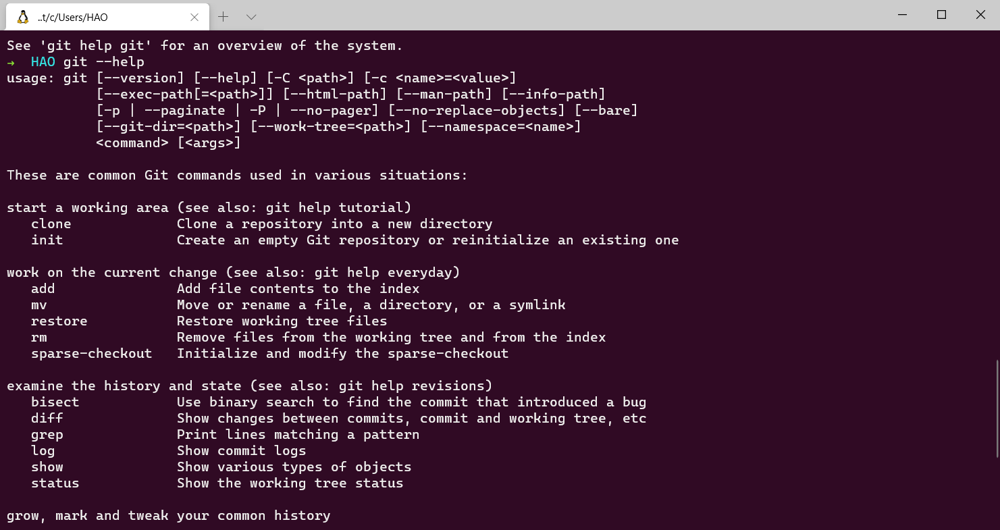 ..t/c/Users/HAO
See 'git help git' for an overview of the system.
→  HAO git --help
usage: git [--version] [--help] [-C <path>] [-c <name>=<value>]
           [--exec-path[=<path>]] [--html-path] [--man-path] [--info-path]
           [-p | --paginate | -P | --no-pager] [--no-replace-objects] [--bare]
           [--git-dir=<path>] [--work-tree=<path>] [--namespace=<name>]
           <command> [<args>]

These are common Git commands used in various situations:

start a working area (see also: git help tutorial)
   clone             Clone a repository into a new directory
   init              Create an empty Git repository or reinitialize an existing one

work on the current change (see also: git help everyday)
   add               Add file contents to the index
   mv                Move or rename a file, a directory, or a symlink
   restore           Restore working tree files
   rm                Remove files from the working tree and from the index
   sparse-checkout   Initialize and modify the sparse-checkout

examine the history and state (see also: git help revisions)
   bisect            Use binary search to find the commit that introduced a bug
   diff              Show changes between commits, commit and working tree, etc
   grep              Print lines matching a pattern
   log               Show commit logs
   show              Show various types of objects
   status            Show the working tree status

grow, mark and tweak your common history